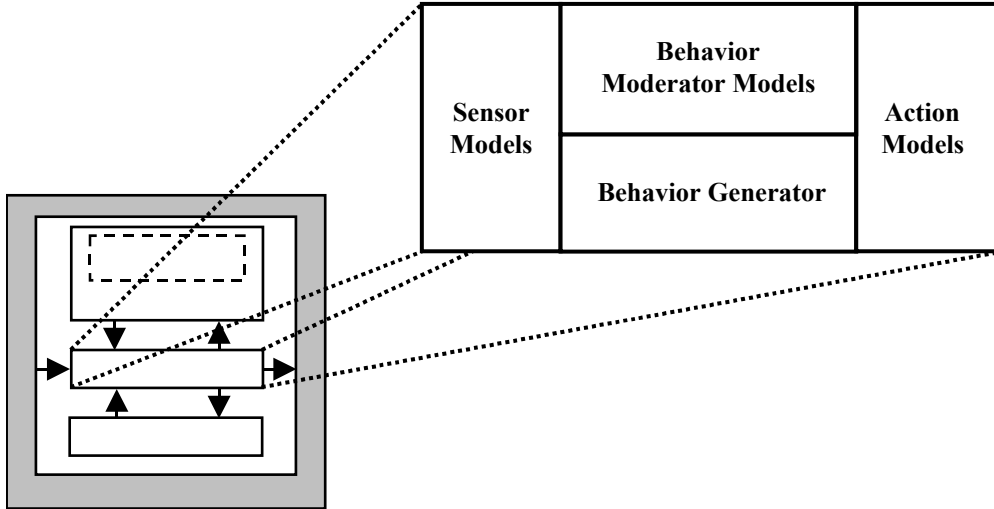 Sensor
Models
Behavior
Moderator Models
Behavior Generator
Action
Models